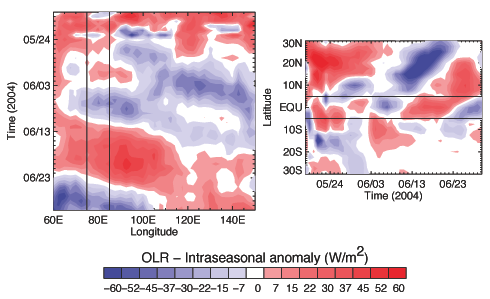 05/24
06/03
06/13
06/23
Time (2004)
60E 80E 100E 120E 140E
Longitude
30N
20N
10N
EQU
10S
20S
30S
Latitude
05/24 06/03 06/13 06/23
Time (2004)
OLR – Intraseasonal anomaly (W/m2)
−60−52−45−37−30−22−15 −7 0 7 15 22 30 37 45 52 60